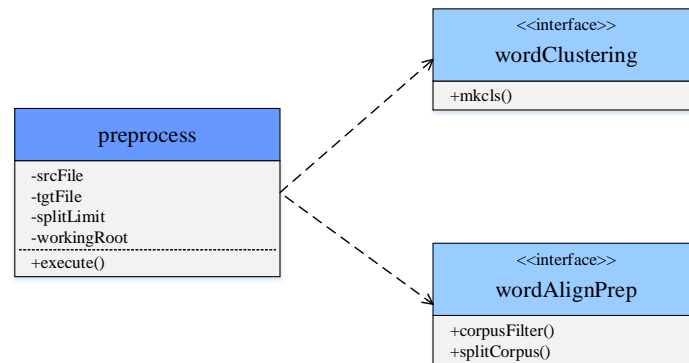 preprocess
-srcFile
-tgtFile
-splitLimit
-workingRoot
+execute()
<<interface>>
wordClustering
+mkcls()
<<interface>>
wordAlignPrep
+corpusFilter()
+splitCorpus()